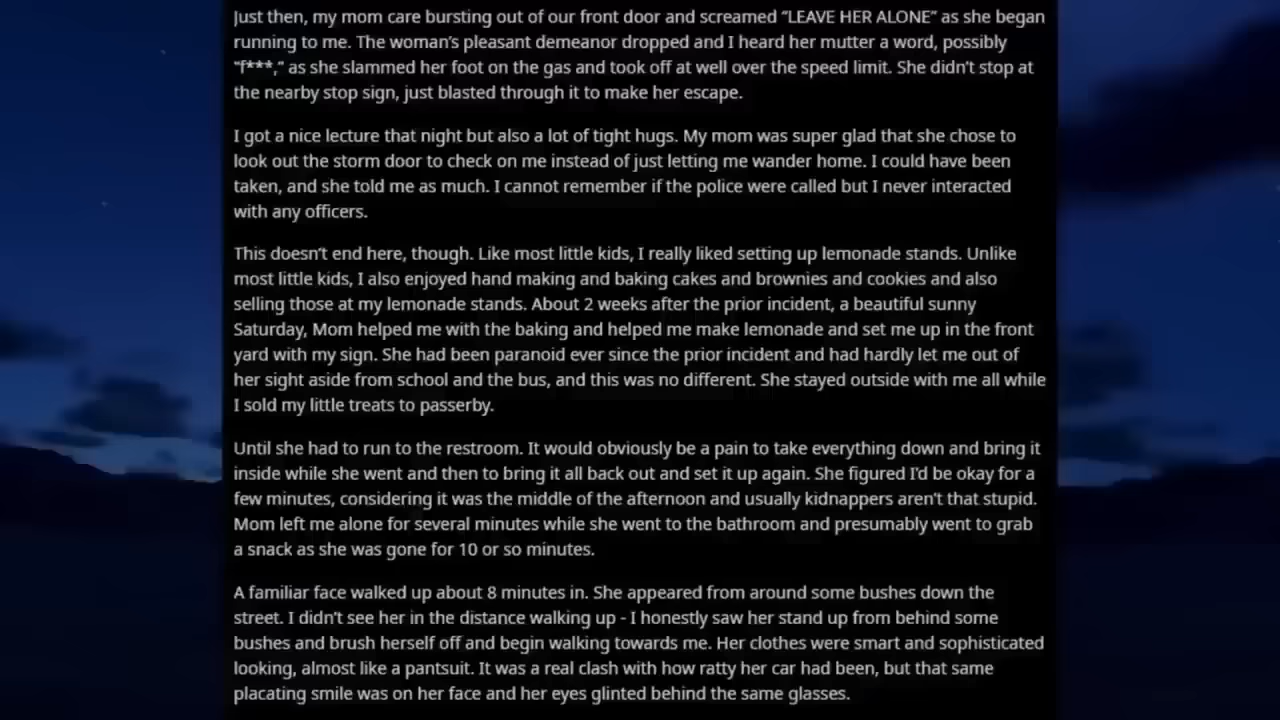 Just then, my mom care bursting out of our front door and screamed “LEAVE HER ALONE” as she began
running to me. The woman’s pleasant demeanor dropped and I heard her mutter a word, possibly
“f***,” as she slammed her foot on the gas and took off at well over the speed limit. She didn’t stop at
the nearby stop sign, just blasted through it to make her escape.
I got a nice lecture that night but also a lot of tight hugs. My mom was super glad that she chose to
look out the storm door to check on me instead of just letting me wander home. I could have been
taken, and she told me as much. I cannot remember if the police were called but I never interacted
with any officers.
This doesn’t end here, though. Like most little kids, I really liked setting up lemonade stands. Unlike
most little kids, I also enjoyed hand making and baking cakes and brownies and cookies and also
selling those at my lemonade stands. About 2 weeks after the prior incident, a beautiful sunny
Saturday, Mom helped me with the baking and helped me make lemonade and set me up in the front
yard with my sign. She had been paranoid ever since the prior incident and had hardly let me out of
her sight aside from school and the bus, and this was no different. She stayed outside with me all while
I sold my little treats to passerby.
Until she had to run to the restroom. It would obviously be a pain to take everything down and bring it
inside while she went and then to bring it all back out and set it up again. She figured I’d be okay for a
few minutes, considering it was the middle of the afternoon and usually kidnappers aren’t that stupid.
Mom left me alone for several minutes while she went to the bathroom and presumably went to grab
a snack as she was gone for 10 or so minutes.
A familiar face walked up about 8 minutes in. She appeared from around some bushes down the
street. I didn’t see her in the distance walking up - I honestly saw her stand up from behind some
bushes and brush herself off and begin walking towards me. Her clothes were smart and sophisticated
looking, almost like a pantsuit. It was a real clash with how ratty her car had been, but that same
placating smile was on her face and her eyes glinted behind the same glasses.